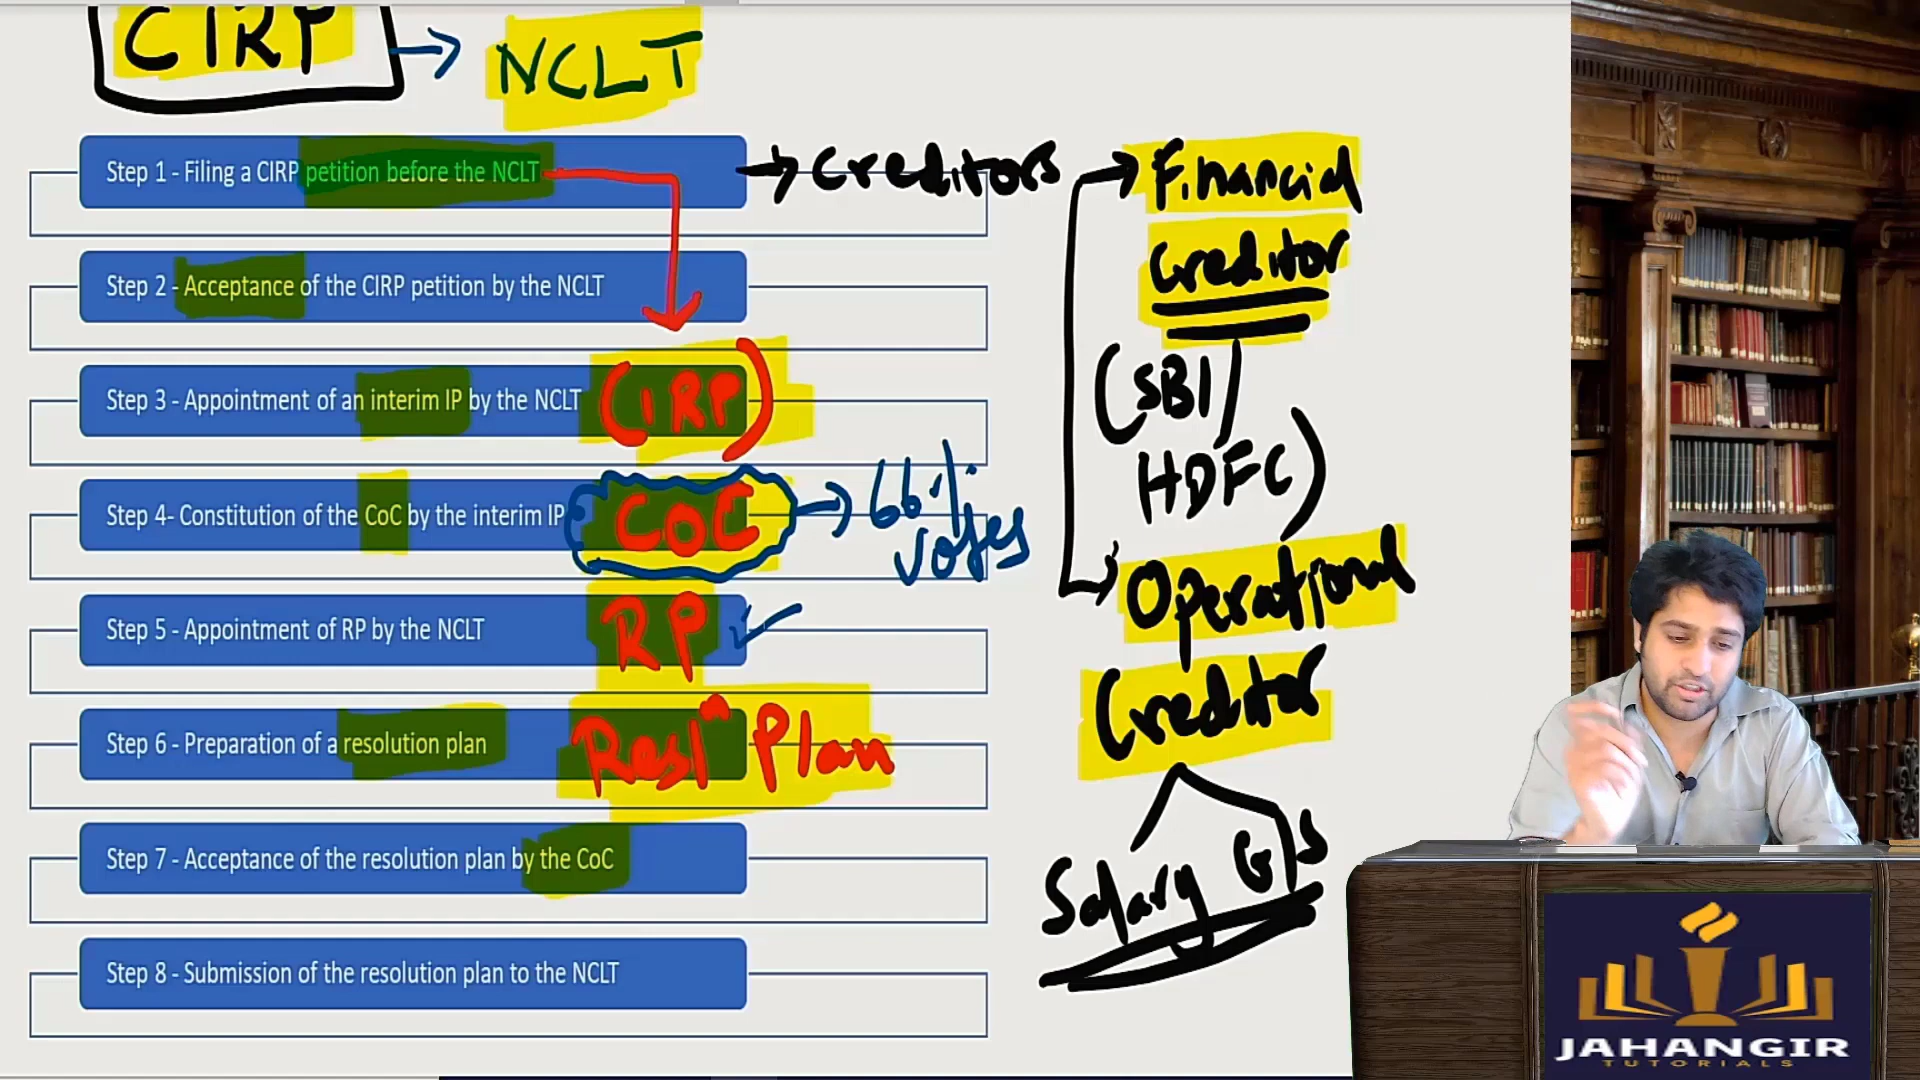 CIRP → NCLT
Step 1 - Filing a CIRP petition before the NCLT
→ Creditors
→ Financial
Creditor
(SBI/
HDFC)
Operational
Creditor
Salary G/S
Step 2 - Acceptance of the CIRP petition by the NCLT
Step 3 - Appointment of an interim IP by the NCLT
(IRP)
Step 4- Constitution of the CoC by the interim IP
COC
→ 66%
votes
Step 5 - Appointment of RP by the NCLT
RP ✓
Step 6 - Preparation of a resolution plan
Resl^n Plan
Step 7 - Acceptance of the resolution plan by the CoC
Step 8 - Submission of the resolution plan to the NCLT
JAHANGIR
TUTORIALS